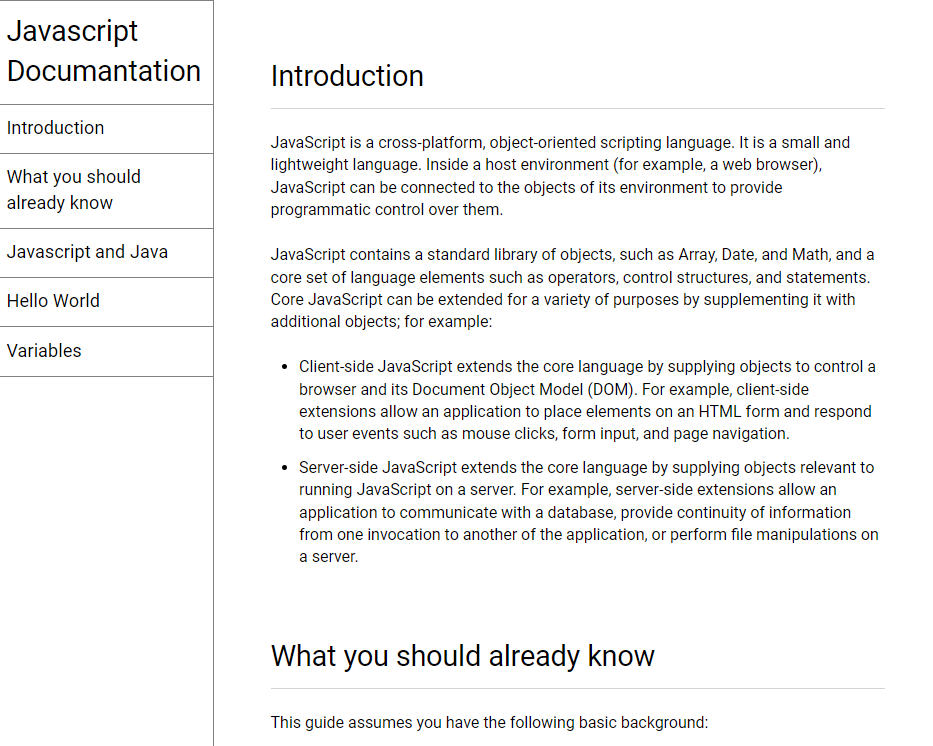 Javascript
Documantation
Introduction
What you should
already know
Javascript and Java
Hello World
Variables
Introduction
JavaScript is a cross-platform, object-oriented scripting language. It is a small and
lightweight language. Inside a host environment (for example, a web browser),
JavaScript can be connected to the objects of its environment to provide
programmatic control over them.
JavaScript contains a standard library of objects, such as Array, Date, and Math, and a
core set of language elements such as operators, control structures, and statements.
Core JavaScript can be extended for a variety of purposes by supplementing it with
additional objects; for example:
• Client-side JavaScript extends the core language by supplying objects to control a
browser and its Document Object Model (DOM). For example, client-side
extensions allow an application to place elements on an HTML form and respond
to user events such as mouse clicks, form input, and page navigation.
• Server-side JavaScript extends the core language by supplying objects relevant to
running JavaScript on a server. For example, server-side extensions allow an
application to communicate with a database, provide continuity of information
from one invocation to another of the application, or perform file manipulations on
a server.
What you should already know
This guide assumes you have the following basic background: